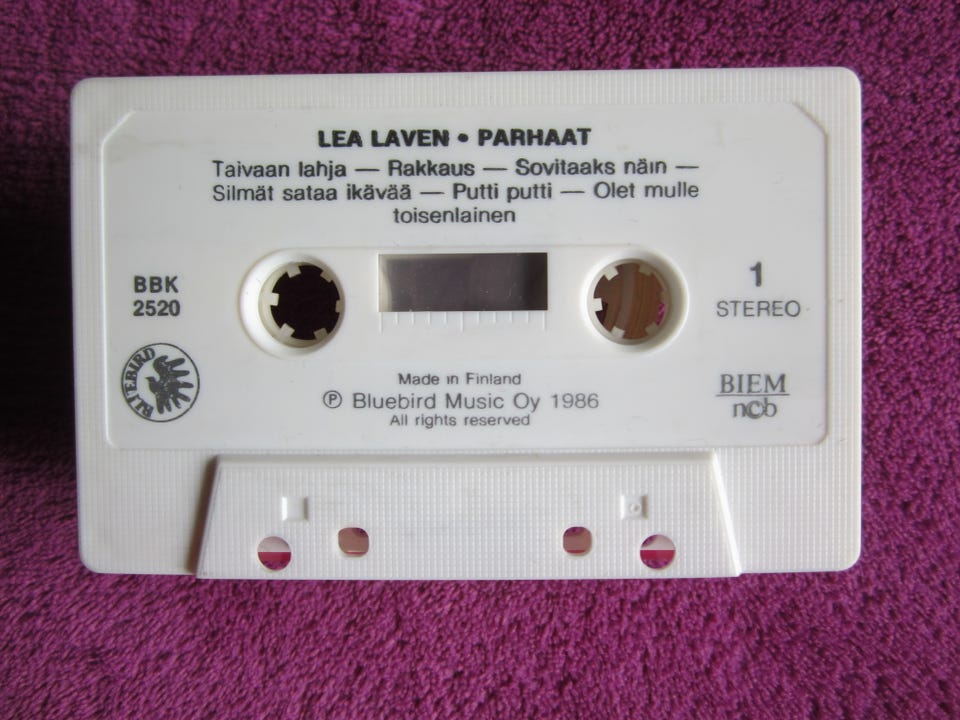 LEA LAVEN • PARHAAT
Taivaan lahja — Rakkaus — Sovitaaks näin —
Silmät sataa ikävää — Putti putti — Olet mulle
toisenlainen
BBK
2520
1
STEREO
BLUEBIRD
Made in Finland
℗ Bluebird Music Oy 1986
All rights reserved
BIEM
ncb